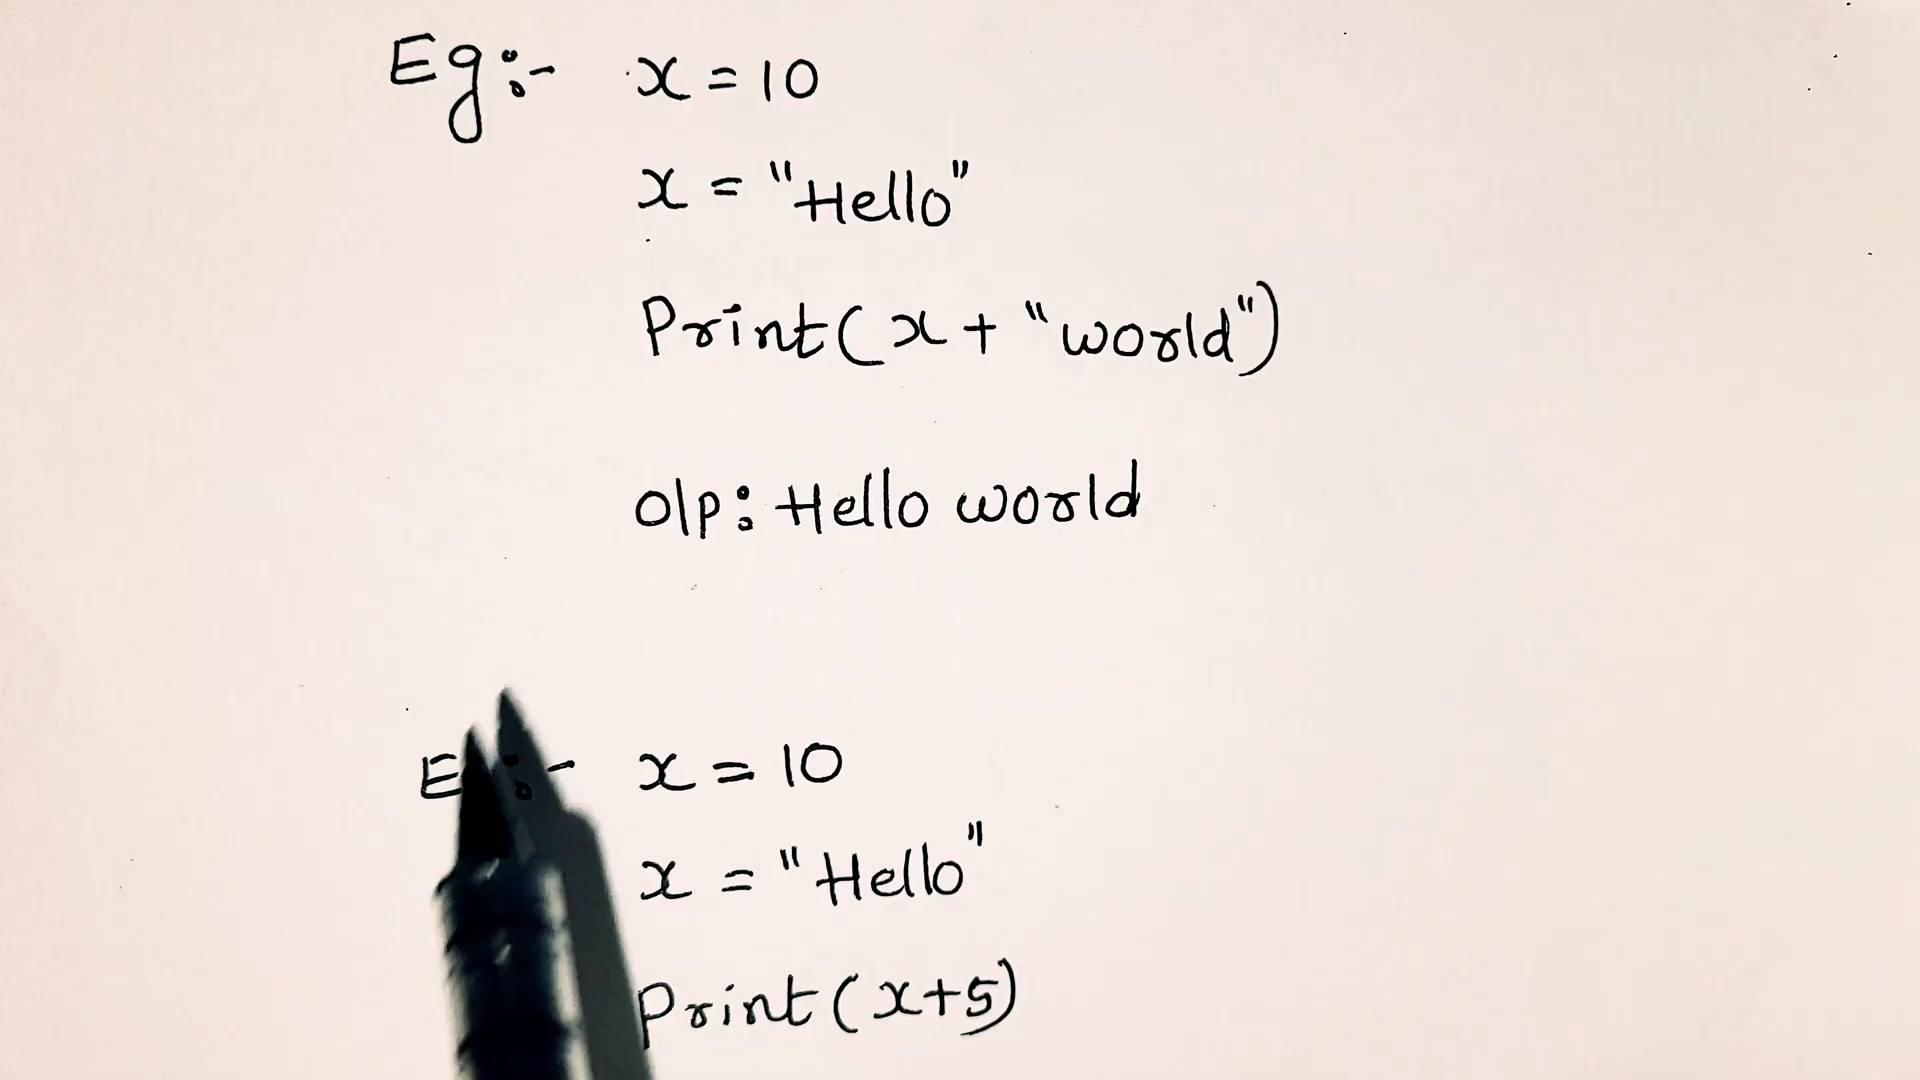 Eg:- x = 10
x = "Hello"
Print(x + "world")
o/p: Hello world
x = 10
x = "Hello"
Print(x+5)